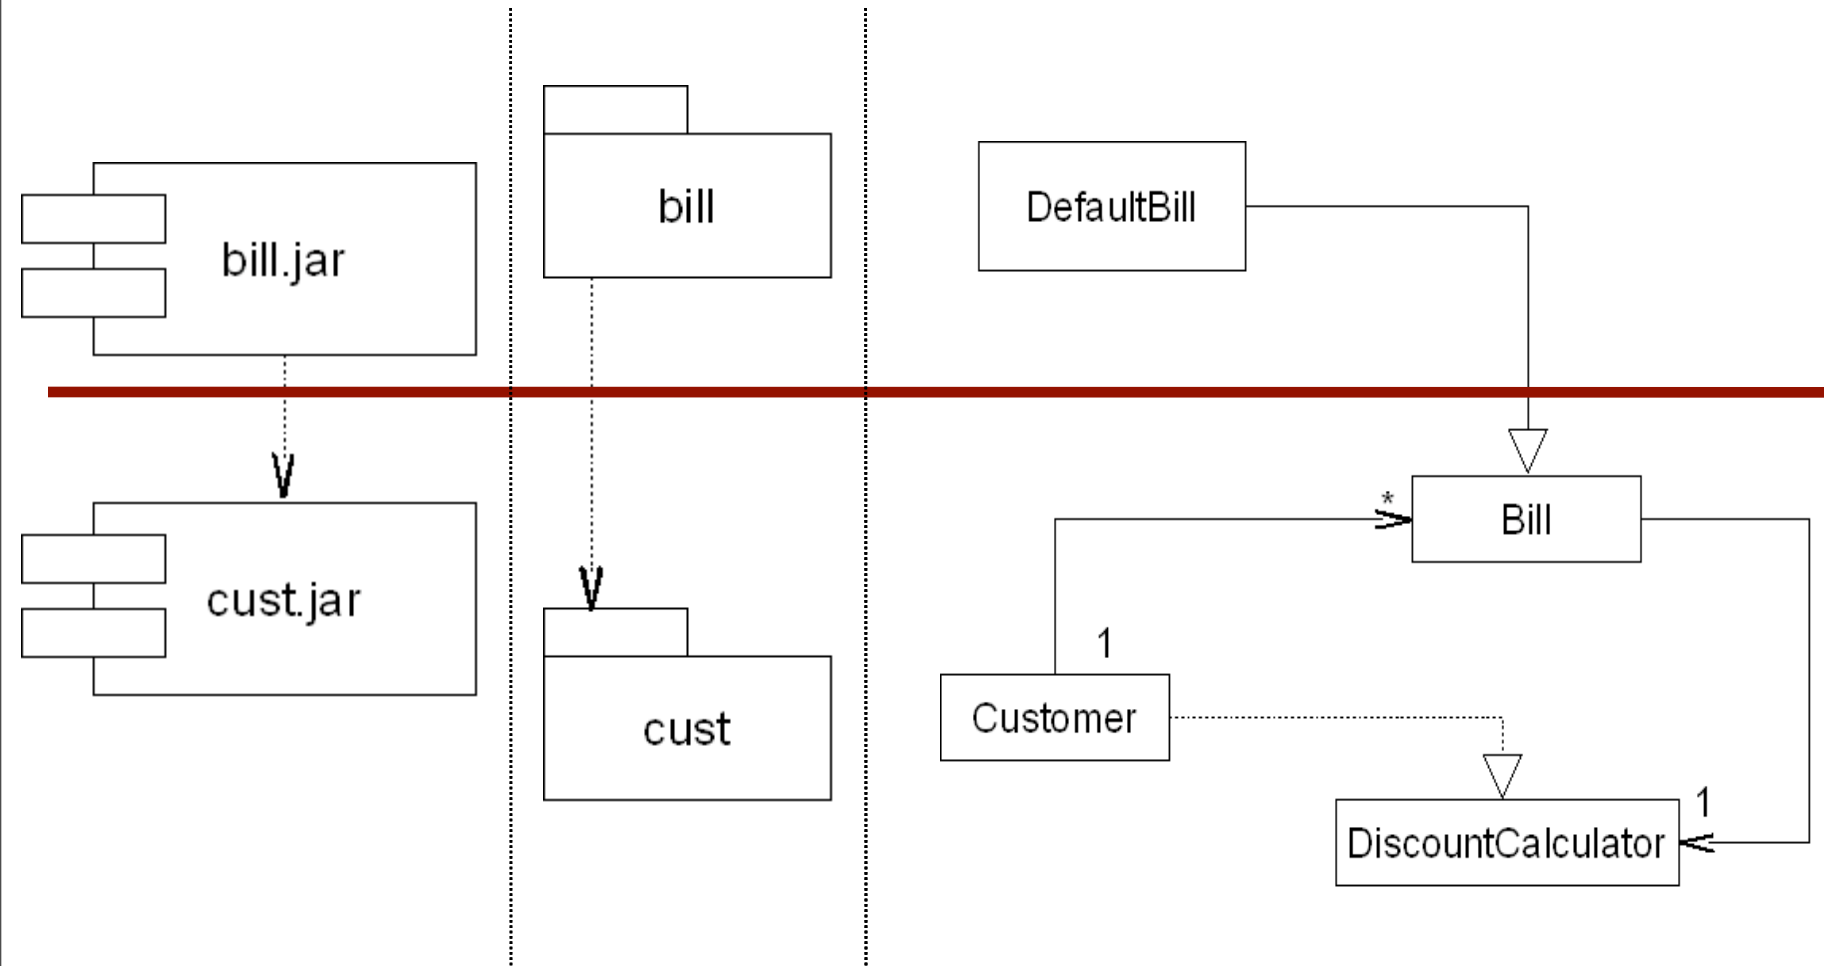 bill.jar
cust.jar
bill
cust
DefaultBill
*
Bill
1
Customer
1
DiscountCalculator